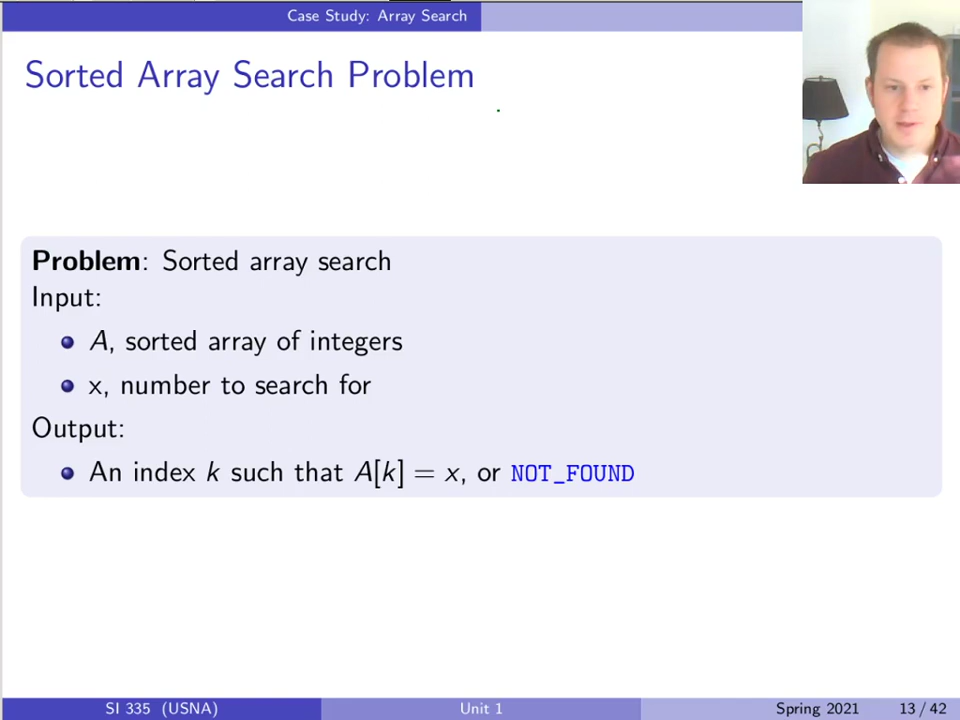 Case Study: Array Search
Sorted Array Search Problem
Problem: Sorted array search
Input:
A, sorted array of integers
x, number to search for
Output:
An index k such that A[k] = x, or NOT_FOUND
SI 335 (USNA) Unit 1 Spring 2021 13 / 42